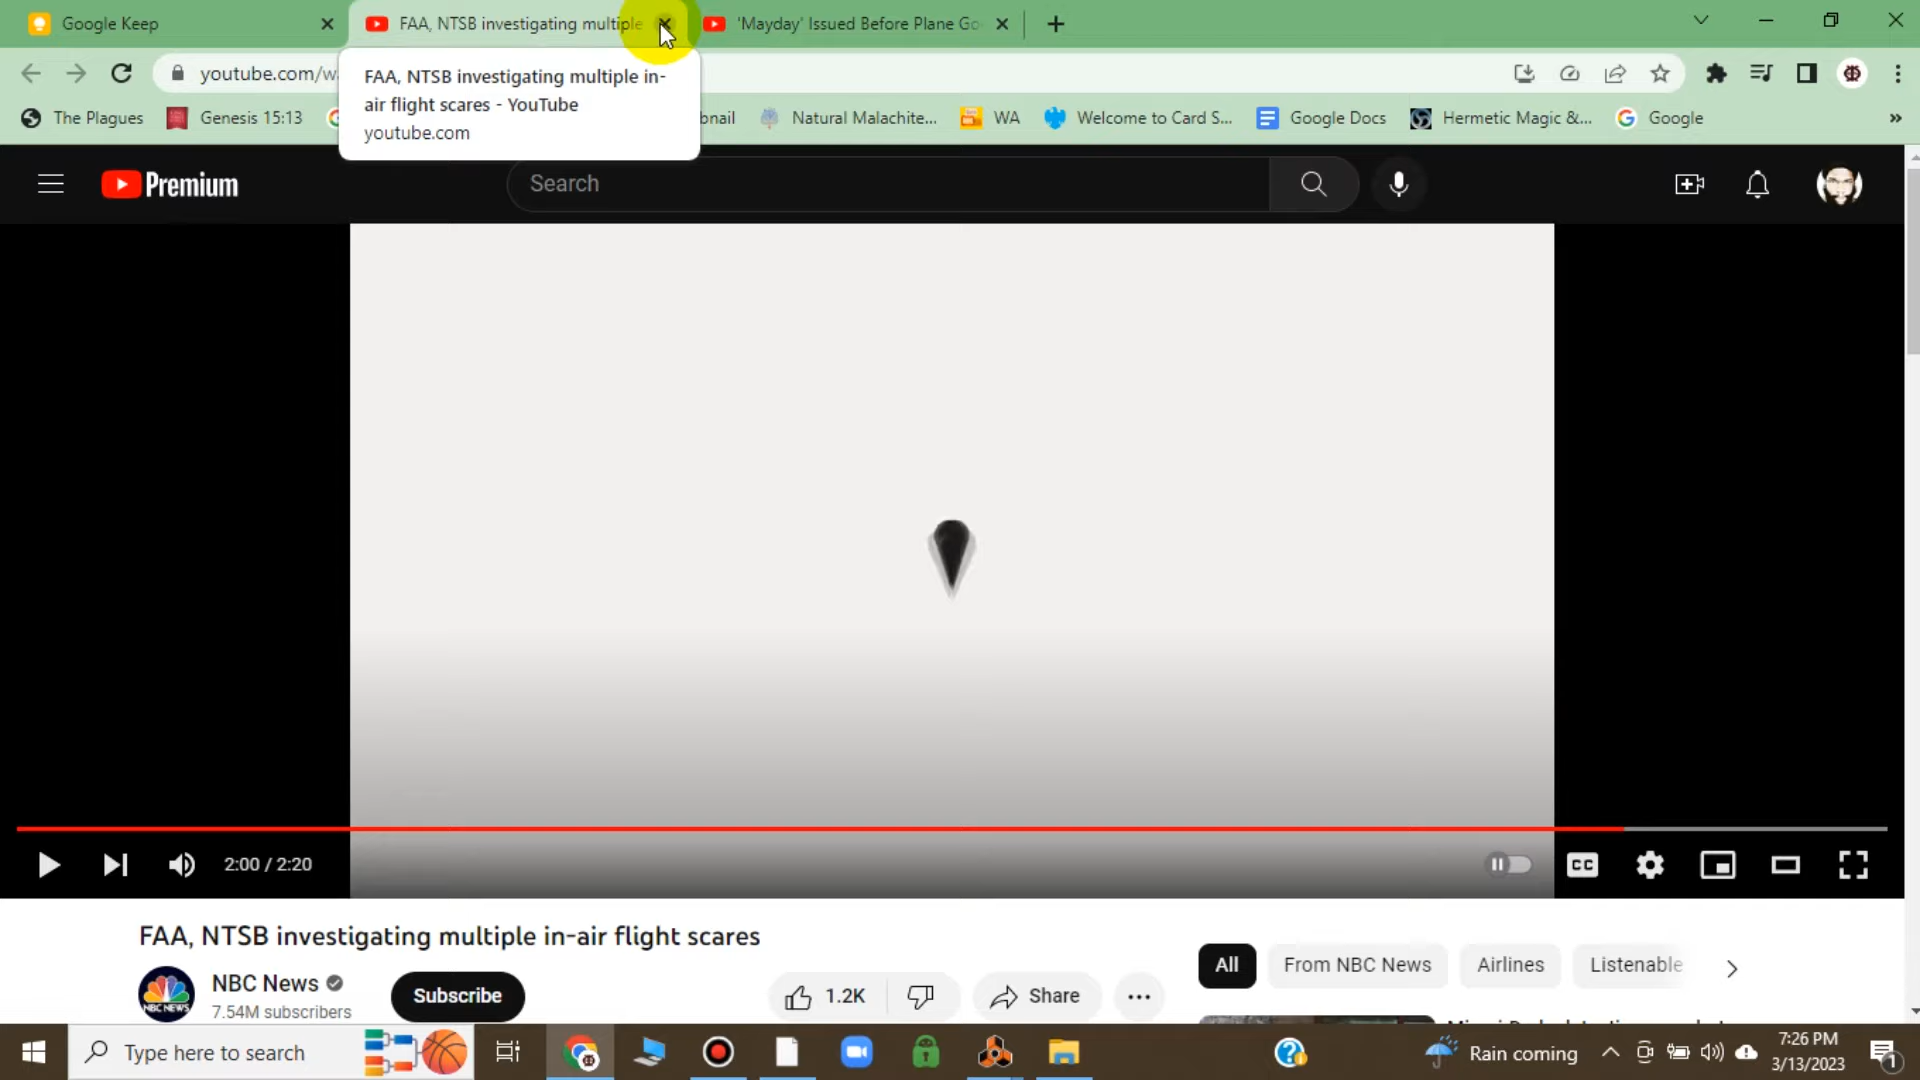 Google Keep
FAA, NTSB investigating multiple
'Mayday' Issued Before Plane Go
youtube.com/w
FAA, NTSB investigating multiple in-
air flight scares - YouTube
youtube.com
The Plagues
Genesis 15:13
bnail
Natural Malachite...
WA
Welcome to Card S...
Google Docs
Hermetic Magic &...
Google
Premium
Search
2:00 / 2:20
CC
FAA, NTSB investigating multiple in-air flight scares
NBC News
7.54M subscribers
NBC NEWS
Subscribe
1.2K
Share
All
From NBC News
Airlines
Listenable
Type here to search
Rain coming
7:26 PM
3/13/2023
1